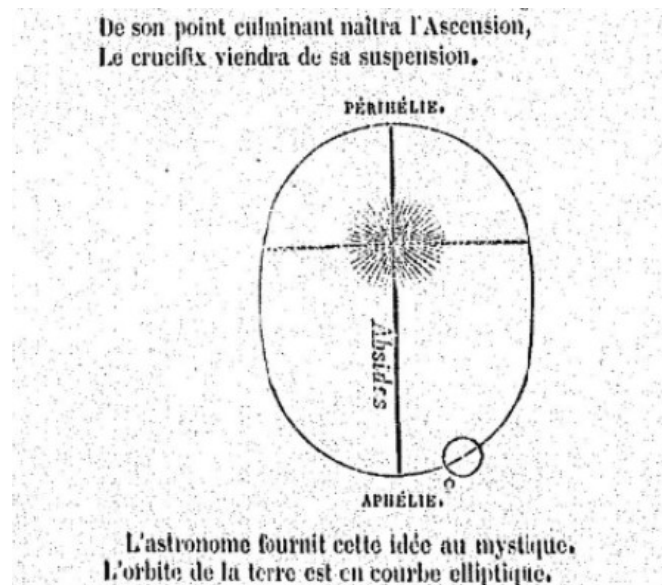 De son point culminant naîtra l'Ascension,
Le crucifix viendra de sa suspension.
PÉRIHÉLIE.
Absides
APHÉLIE.
L'astronome fournit cette idée au mystique.
L'orbite de la terre est en courbe elliptique.